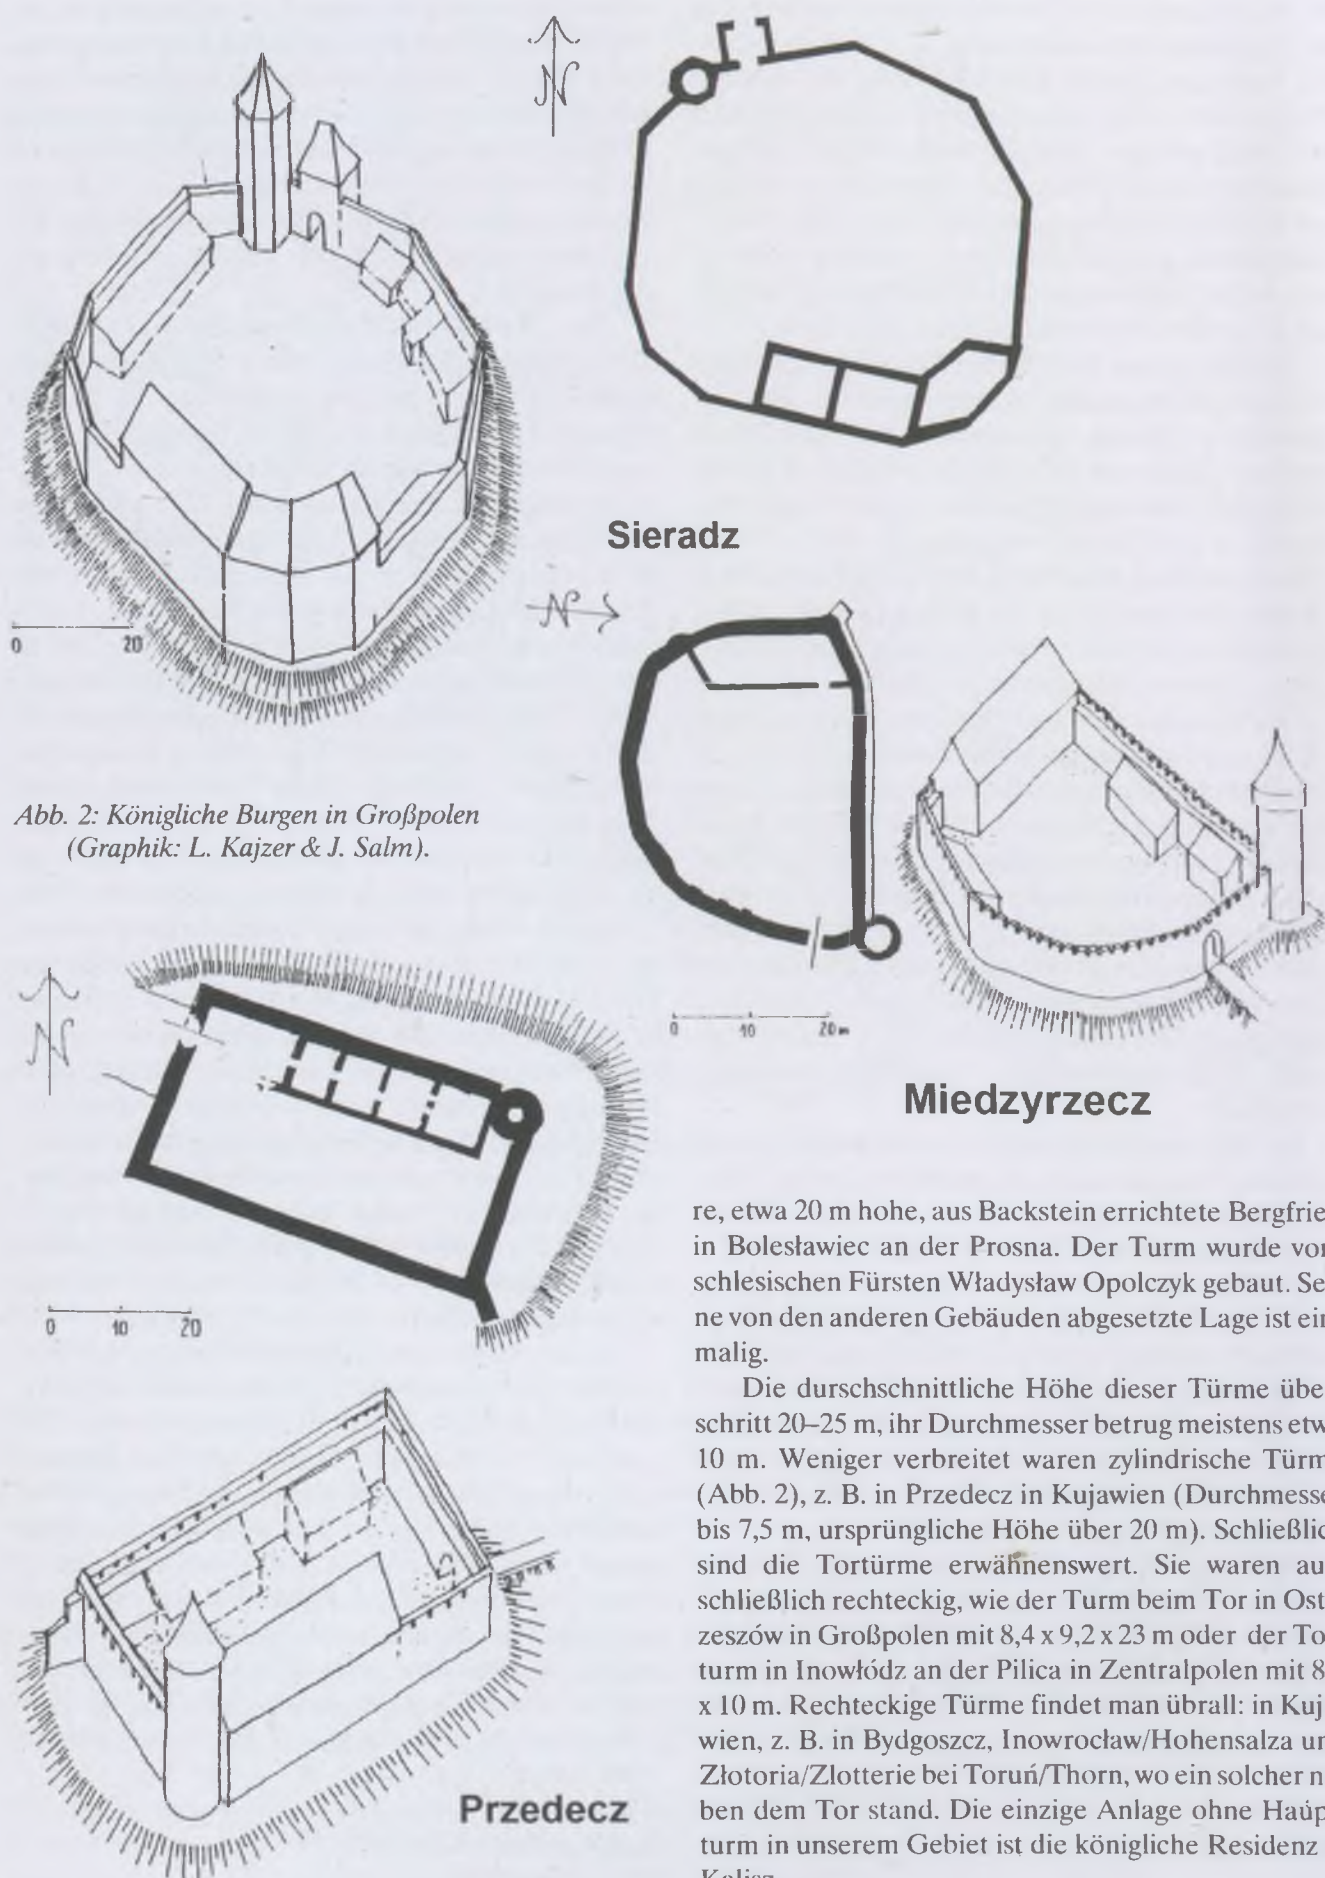 N
Sieradz
0 20
N
Abb. 2: Königliche Burgen in Großpolen
(Graphik: L. Kajzer & J. Salm).
0 10 20 m
Miedzyrzecz
N
0 10 20
Przedecz
re, etwa 20 m hohe, aus Backstein errichtete Bergfrie
in Bolesławiec an der Prosna. Der Turm wurde vor
schlesischen Fürsten Władysław Opolczyk gebaut. Se
ne von den anderen Gebäuden abgesetzte Lage ist ein
malig.
Die durschschnittliche Höhe dieser Türme übe
schritt 20–25 m, ihr Durchmesser betrug meistens etw
10 m. Weniger verbreitet waren zylindrische Türm
(Abb. 2), z. B. in Przedecz in Kujawien (Durchmesse
bis 7,5 m, ursprüngliche Höhe über 20 m). Schließlic
sind die Tortürme erwähnenswert. Sie waren au
schließlich rechteckig, wie der Turm beim Tor in Ost
zeszów in Großpolen mit 8,4 x 9,2 x 23 m oder der To
turm in Inowłódz an der Pilica in Zentralpolen mit 8
x 10 m. Rechteckige Türme findet man übrall: in Kuj
wien, z. B. in Bydgoszcz, Inowrocław/Hohensalza un
Złotoria/Zlotterie bei Toruń/Thorn, wo ein solcher n
ben dem Tor stand. Die einzige Anlage ohne Haúp
turm in unserem Gebiet ist die königliche Residenz